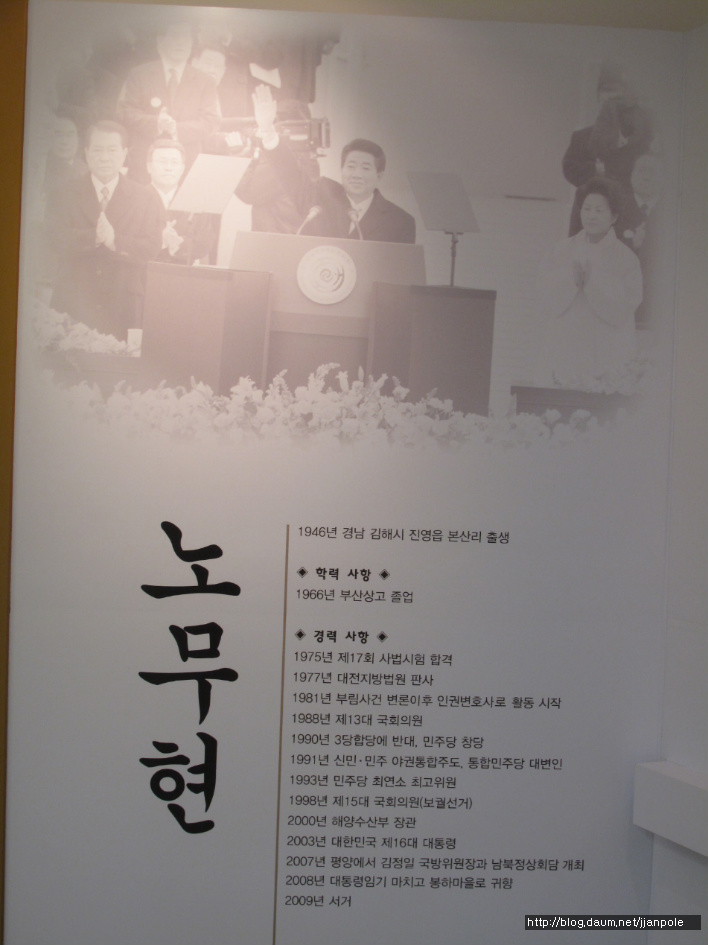 노무현
1946년 경남 김해시 진영읍 본산리 출생
◈ 학력 사항 ◈
1966년 부산상고 졸업
◈ 경력 사항 ◈
1975년 제17회 사법시험 합격
1977년 대전지방법원 판사
1981년 부림사건 변론이후 인권변호사로 활동 시작
1988년 제13대 국회의원
1990년 3당합당에 반대, 민주당 창당
1991년 신민·민주 야권통합주도, 통합민주당 대변인
1993년 민주당 최연소 최고위원
1998년 제15대 국회의원(보궐선거)
2000년 해양수산부 장관
2003년 대한민국 제16대 대통령
2007년 평양에서 김정일 국방위원장과 남북정상회담 개최
2008년 대통령임기 마치고 봉하마을로 귀향
2009년 서거
http://blog.daum.net/jjanpole